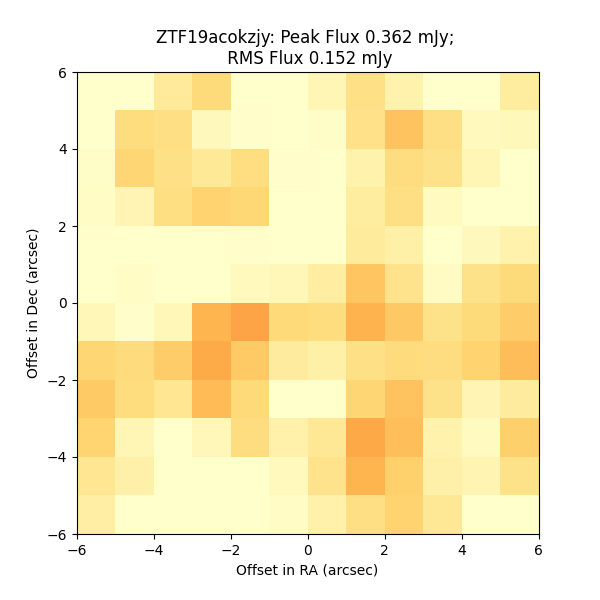 ZTF19acokzjy: Peak Flux 0.362 mJy;
RMS Flux 0.152 mJy
6
4
2
0
−2
−4
−6
Offset in Dec (arcsec)
−6 −4 −2 0 2 4 6
Offset in RA (arcsec)